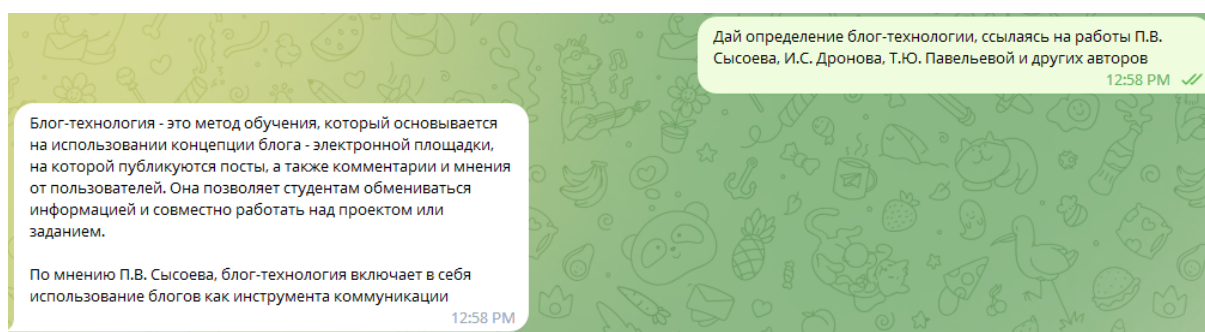 Дай определение блог-технологии, ссылаясь на работы П.В.
Сысоева, И.С. Дронова, Т.Ю. Павельевой и других авторов
12:58 PM
Блог-технология - это метод обучения, который основывается
на использовании концепции блога - электронной площадки,
на которой публикуются посты, а также комментарии и мнения
от пользователей. Она позволяет студентам обмениваться
информацией и совместно работать над проектом или
заданием.
По мнению П.В. Сысоева, блог-технология включает в себя
использование блогов как инструмента коммуникации
12:58 PM